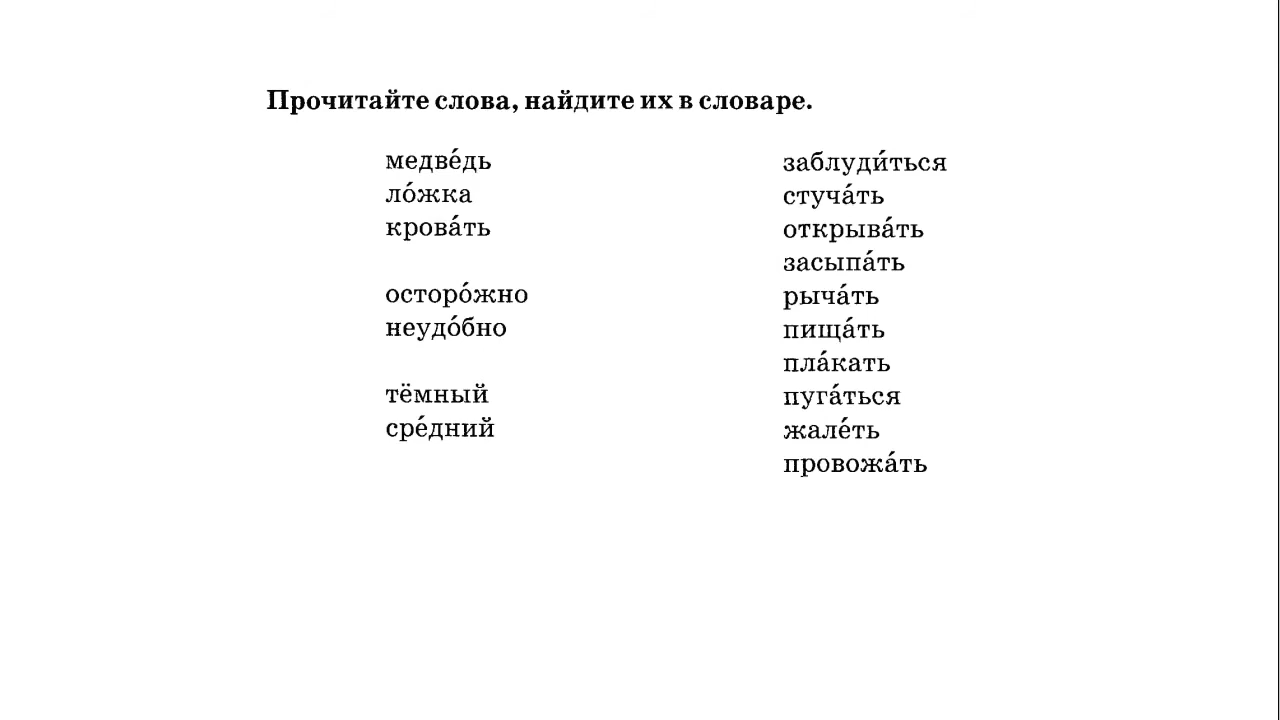 Прочитайте слова, найдите их в словаре.
медве́дь
ло́жка
крова́ть
осторо́жно
неудо́бно
тёмный
сре́дний
заблуди́ться
стуча́ть
открыва́ть
засыпа́ть
рыча́ть
пища́ть
пла́кать
пуга́ться
жале́ть
провожа́ть